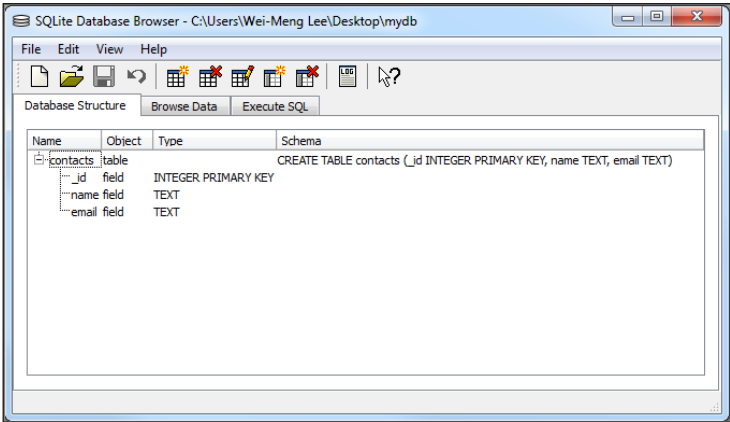 SQLite Database Browser - C:\Users\Wei-Meng Lee\Desktop\mydb
File Edit View Help
LOG
?
Database Structure Browse Data Execute SQL
Name Object Type Schema
contacts table CREATE TABLE contacts (_id INTEGER PRIMARY KEY, name TEXT, email TEXT)
_id field INTEGER PRIMARY KEY
name field TEXT
email field TEXT